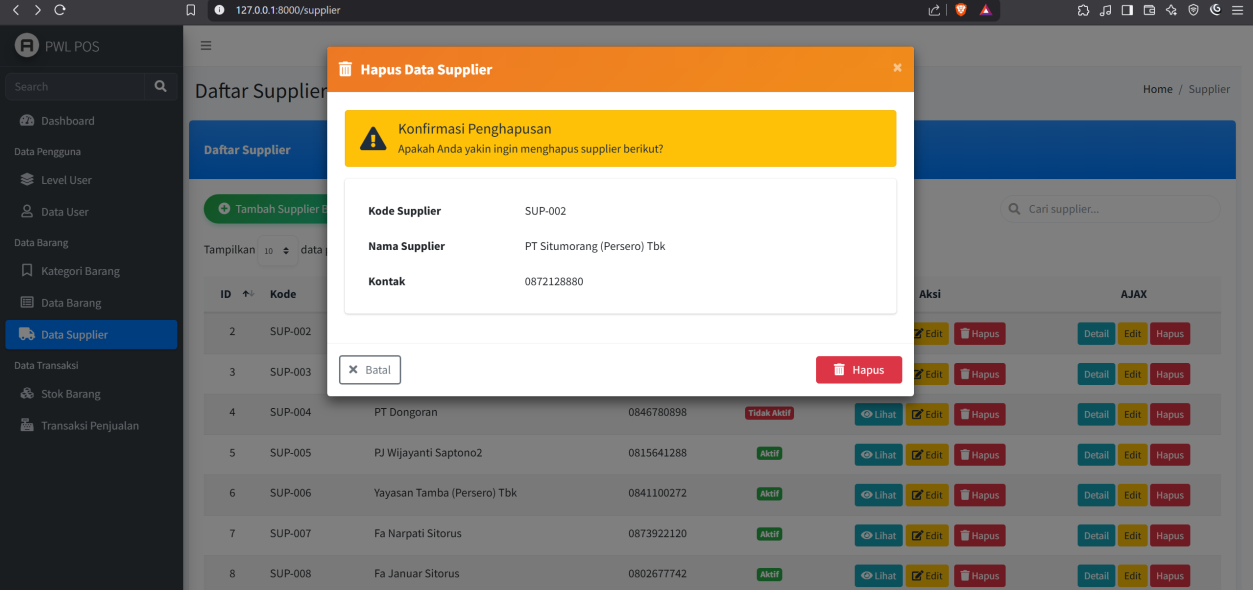 127.0.0.1:8000/supplier
PWL POS
Search
Dashboard
Data Pengguna
Level User
Data User
Data Barang
Kategori Barang
Data Barang
Data Supplier
Data Transaksi
Stok Barang
Transaksi Penjualan
Daftar Supplier
Home / Supplier
Daftar Supplier
Tambah Supplier B
Cari supplier...
Tampilkan 10 data
Hapus Data Supplier ×
Konfirmasi Penghapusan
Apakah Anda yakin ingin menghapus supplier berikut?
Kode Supplier SUP-002
Nama Supplier PT Situmorang (Persero) Tbk
Kontak 0872128880
Batal Hapus
ID Kode Aksi AJAX
2 SUP-002 Edit Hapus Detail Edit Hapus
3 SUP-003 Edit Hapus Detail Edit Hapus
4 SUP-004 PT Dongoran 0846780898 Tidak Aktif Lihat Edit Hapus Detail Edit Hapus
5 SUP-005 PJ Wijayanti Saptono2 0815641288 Aktif Lihat Edit Hapus Detail Edit Hapus
6 SUP-006 Yayasan Tamba (Persero) Tbk 0841100272 Aktif Lihat Edit Hapus Detail Edit Hapus
7 SUP-007 Fa Narpati Sitorus 0873922120 Aktif Lihat Edit Hapus Detail Edit Hapus
8 SUP-008 Fa Januar Sitorus 0802677742 Aktif Lihat Edit Hapus Detail Edit Hapus